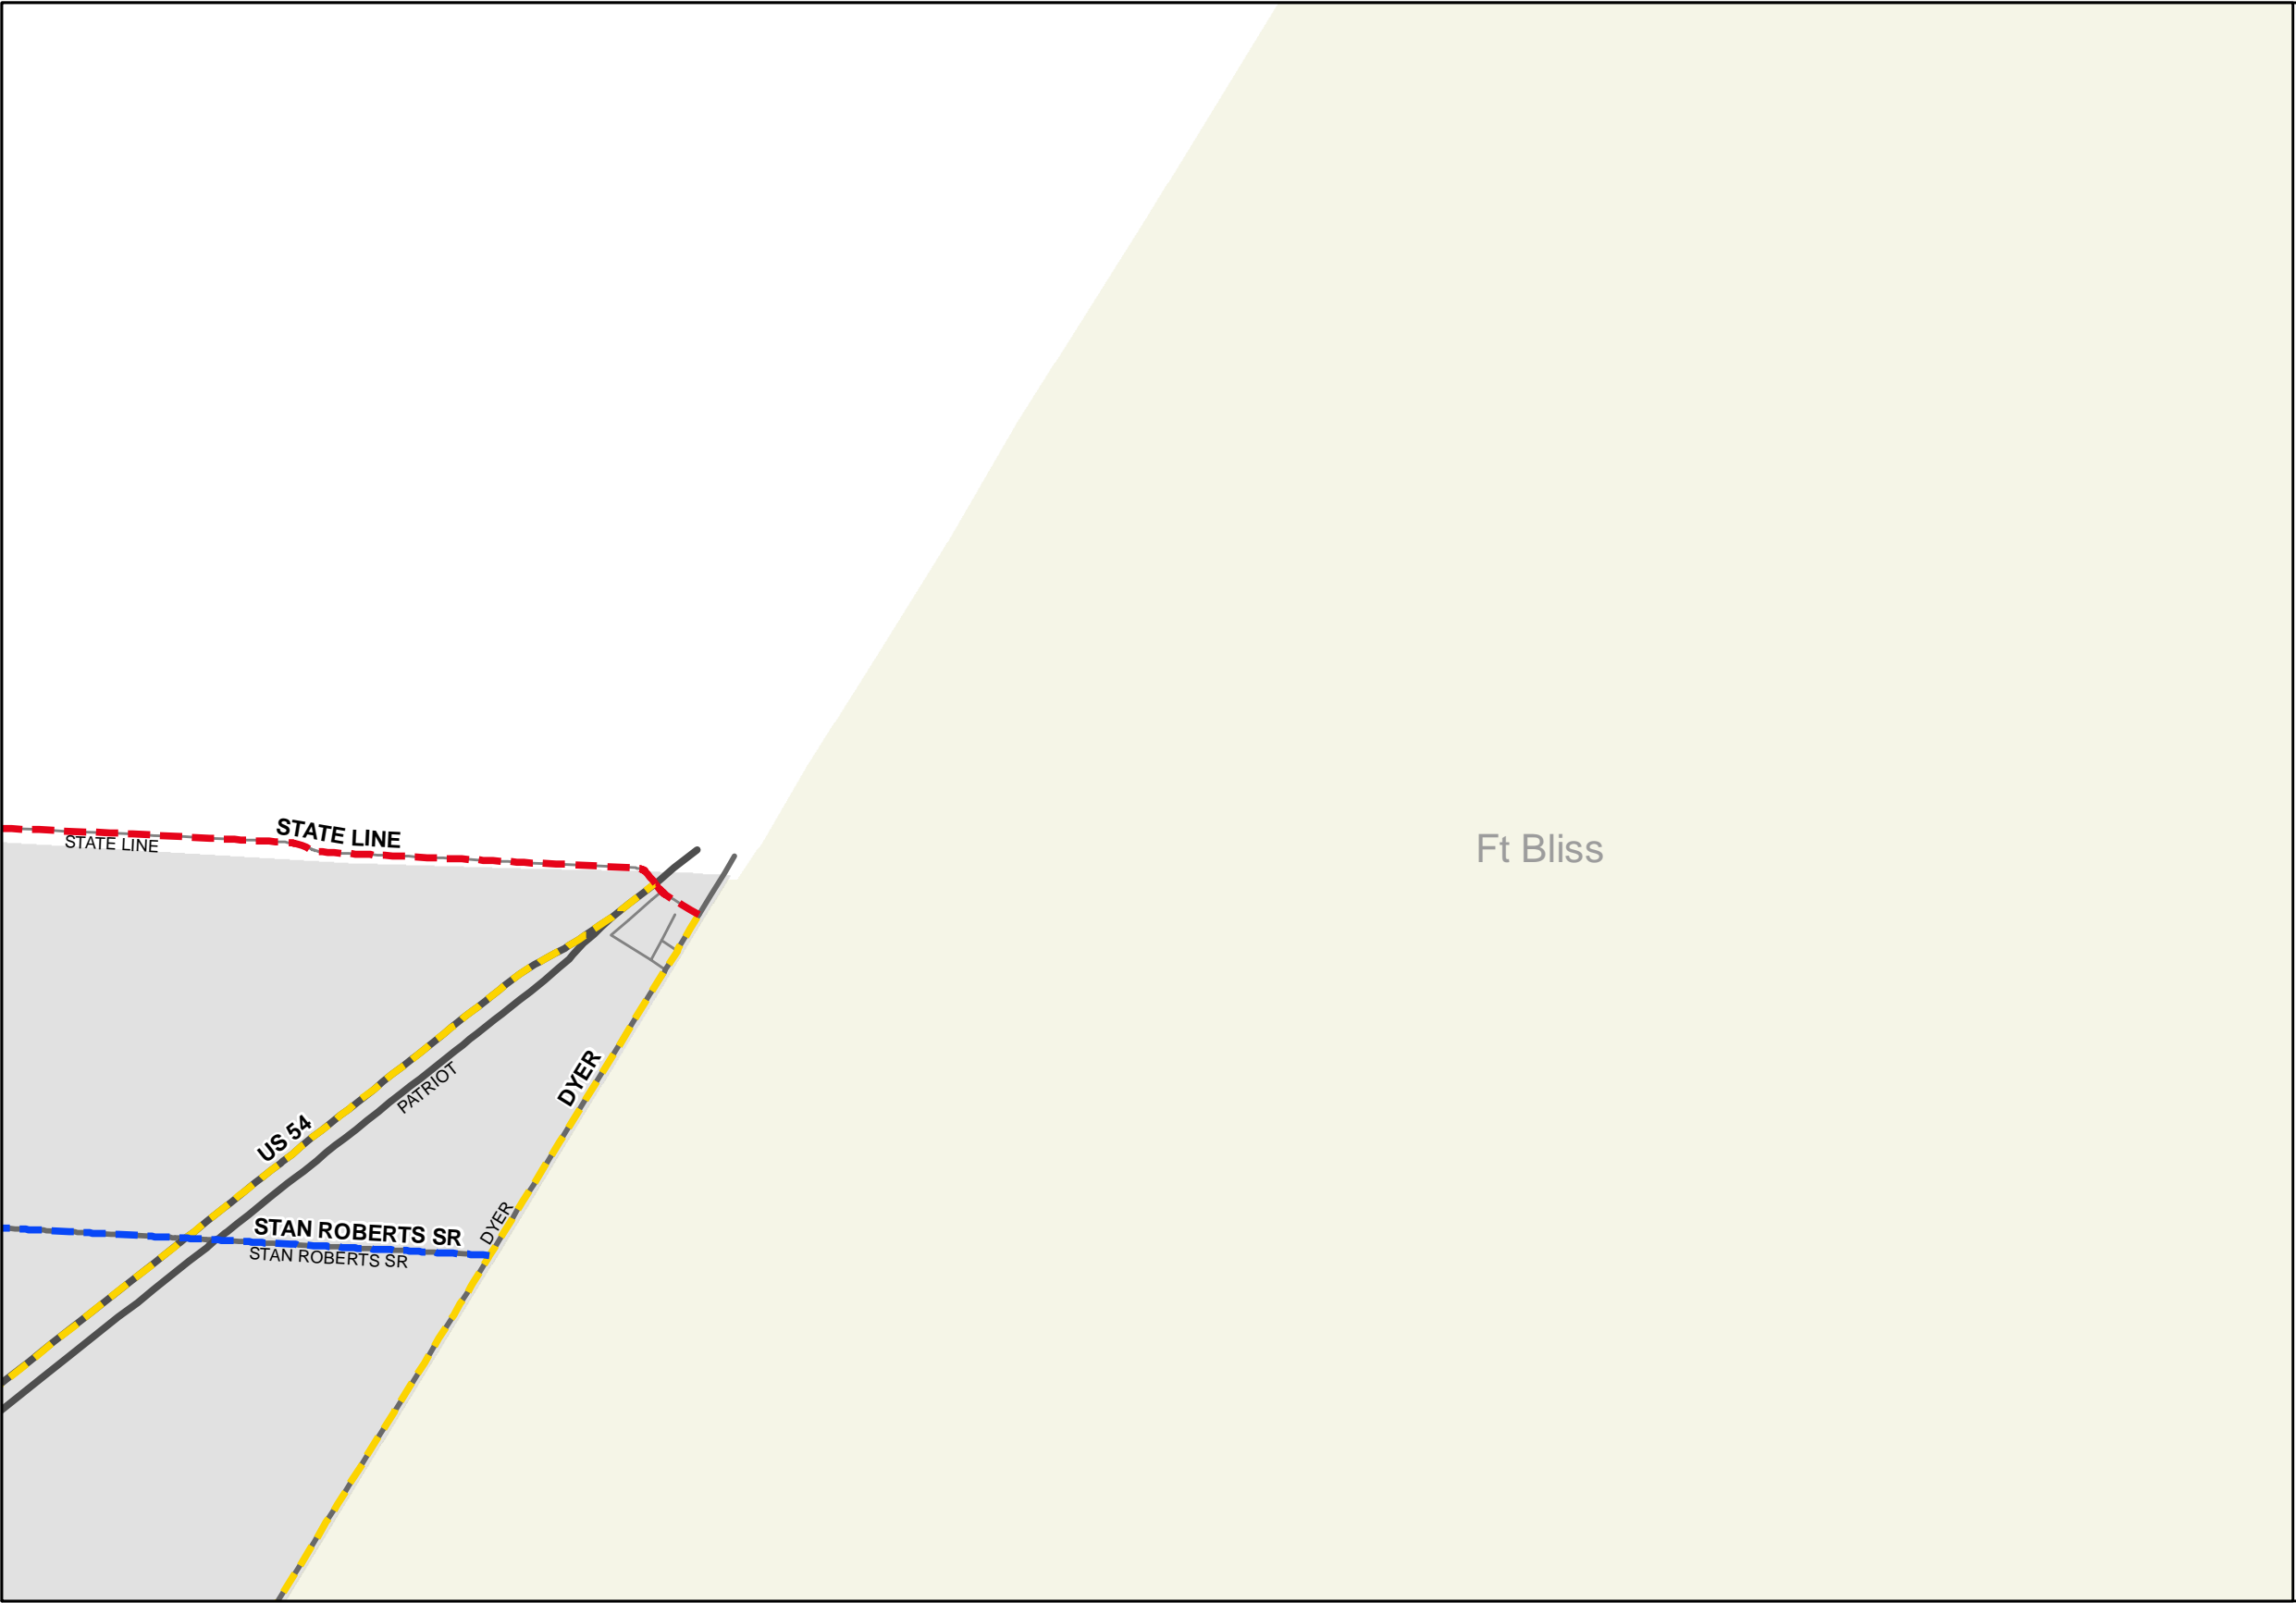 STATE LINE
STATE LINE
Ft Bliss
DYER
PATRIOT
US 54
DYER
STAN ROBERTS SR
STAN ROBERTS SR